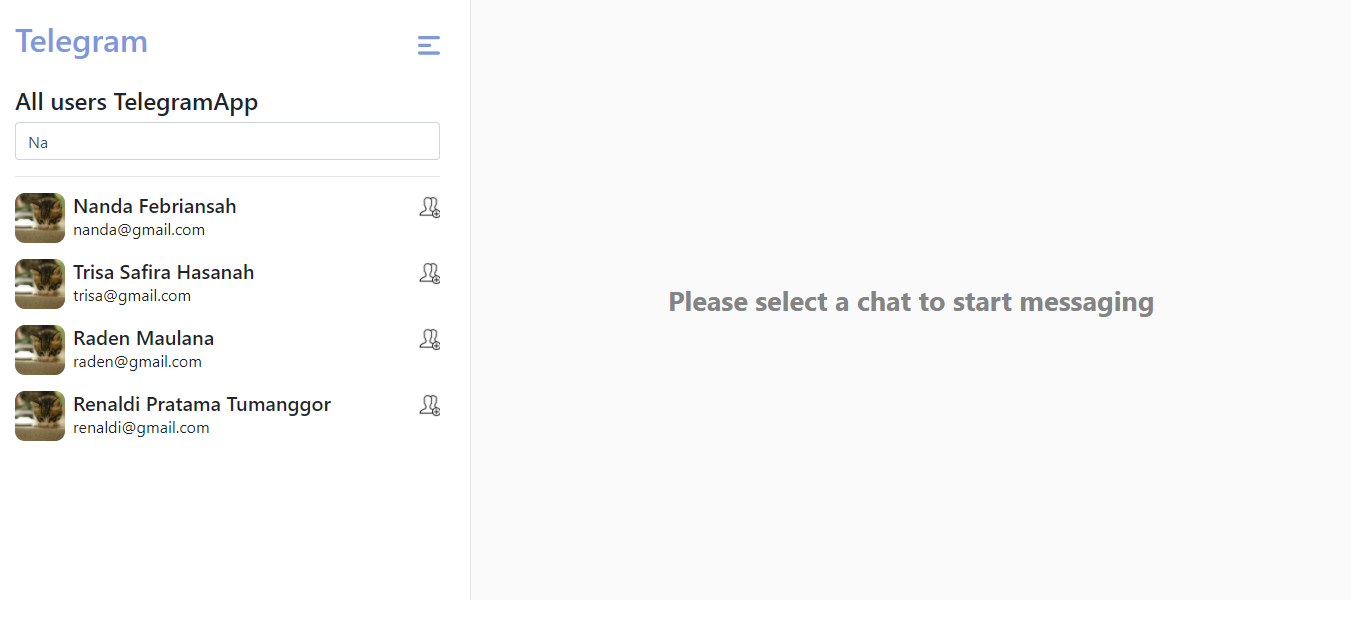 Telegram
All users TelegramApp
Na
Nanda Febriansah
nanda@gmail.com
Trisa Safira Hasanah
trisa@gmail.com
Raden Maulana
raden@gmail.com
Renaldi Pratama Tumanggor
renaldi@gmail.com
Please select a chat to start messaging